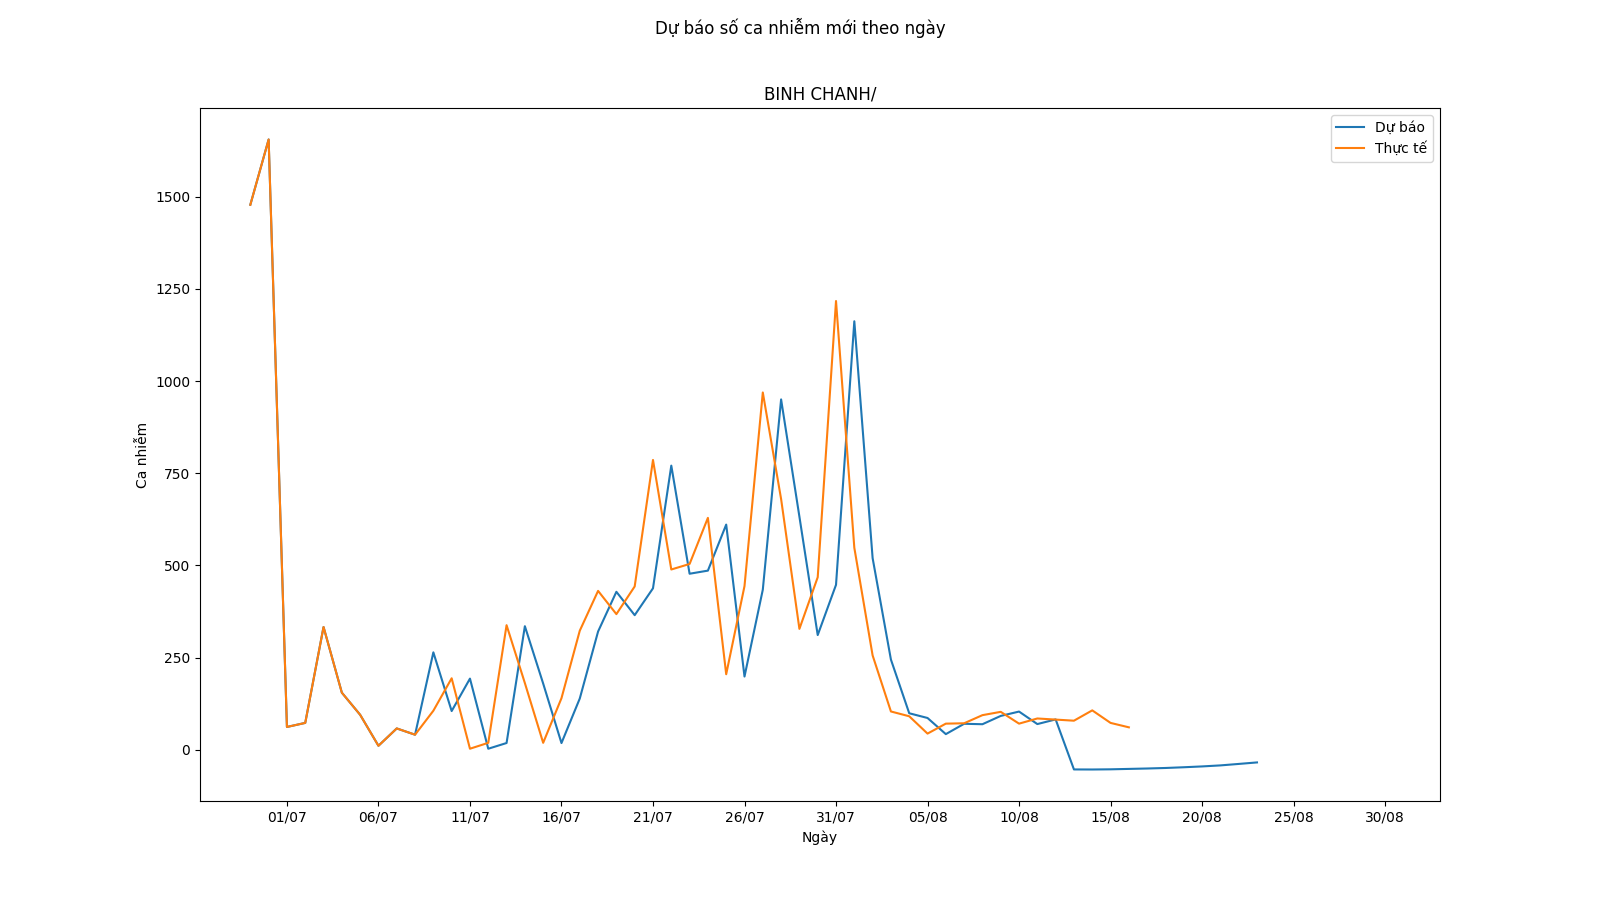 Dự báo số ca nhiễm mới theo ngày
BINH CHANH/
Dự báo
Thực tế
1500
1250
1000
750
500
250
0
Ca nhiễm
01/07 06/07 11/07 16/07 21/07 26/07 31/07 05/08 10/08 15/08 20/08 25/08 30/08
Ngày